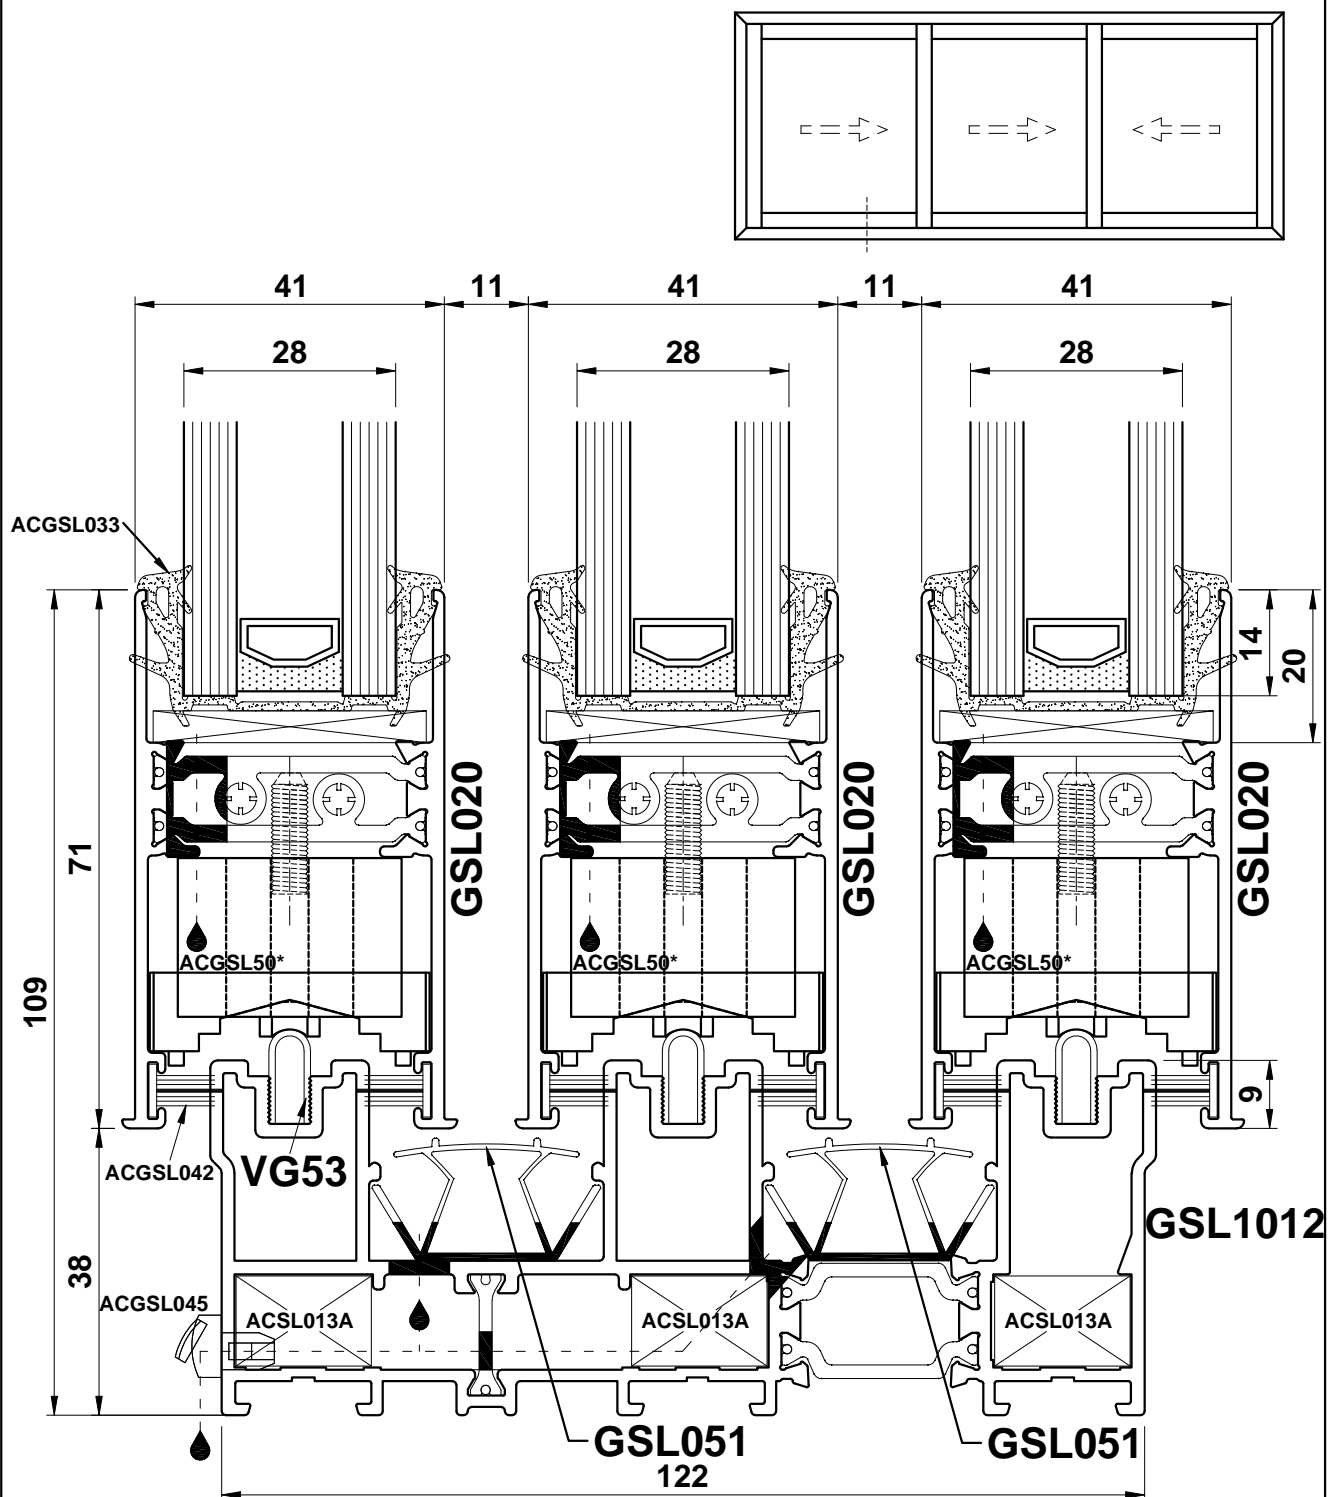 41
11
41
11
41
28
28
28
ACGSL033
14
20
GSL020
GSL020
GSL020
71
109
ACGSL50*
ACGSL50*
ACGSL50*
9
ACGSL042
VG53
GSL1012
38
ACGSL045
ACSL013A
ACSL013A
ACSL013A
GSL051
GSL051
122